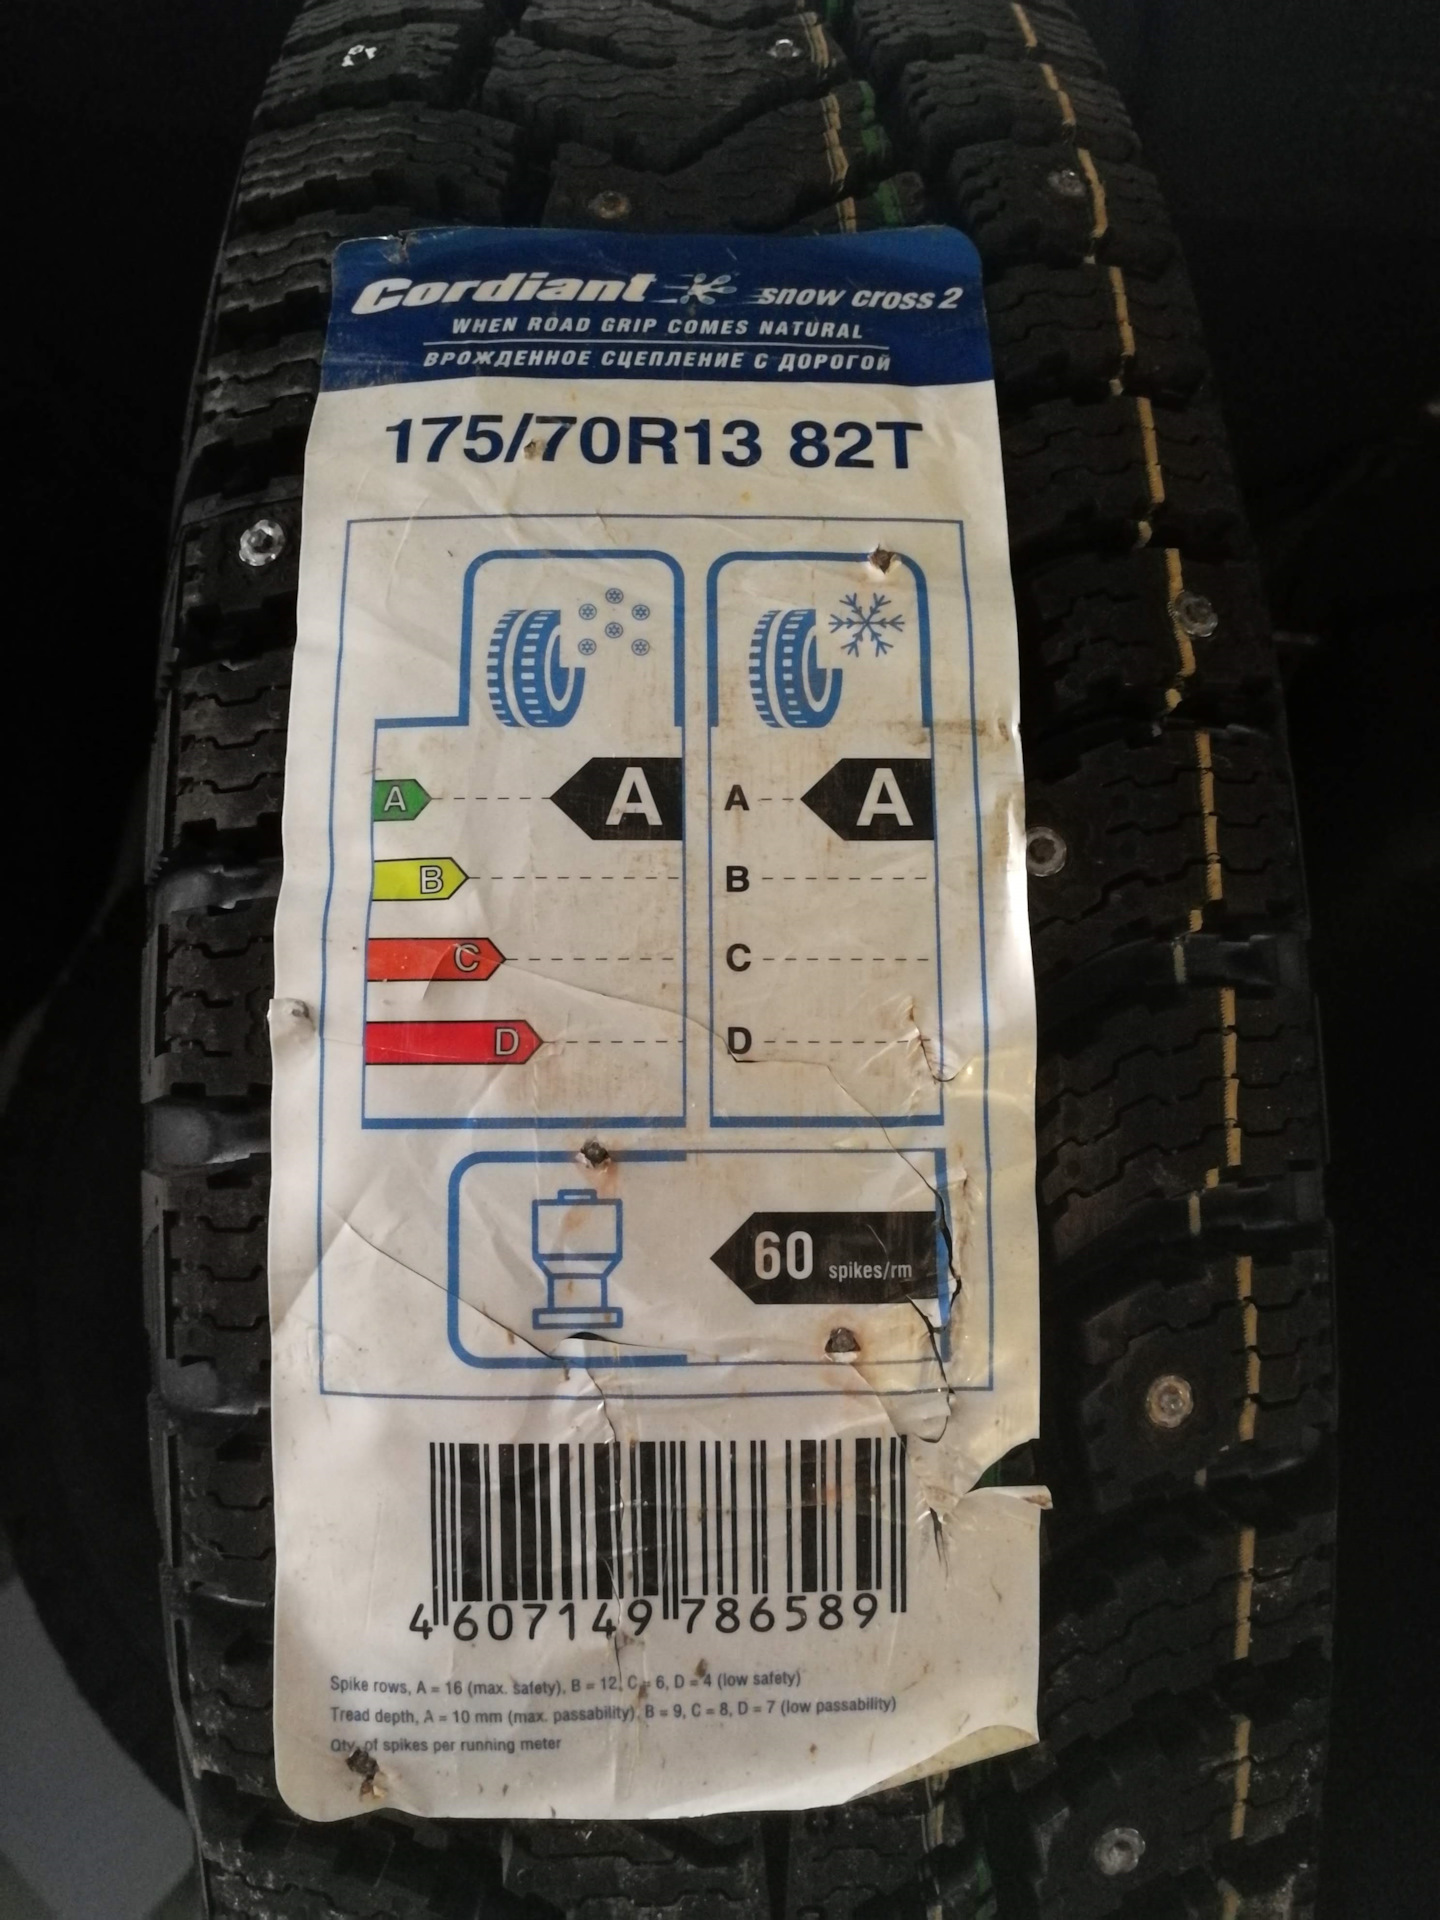 Cordiant snow cross 2
WHEN ROAD GRIP COMES NATURAL
ВРОЖДЕННОЕ СЦЕПЛЕНИЕ С ДОРОГОЙ
175/70R13 82T
A A A A
B B
C C
D D
60 spikes/rm
4 607149 786589
Spike rows, A = 16 (max. safety), B = 12, C = 6, D = 4 (low safety)
Tread depth, A = 10 mm (max. passability), B = 9, C = 8, D = 7 (low passability)
Qty. of spikes per running meter